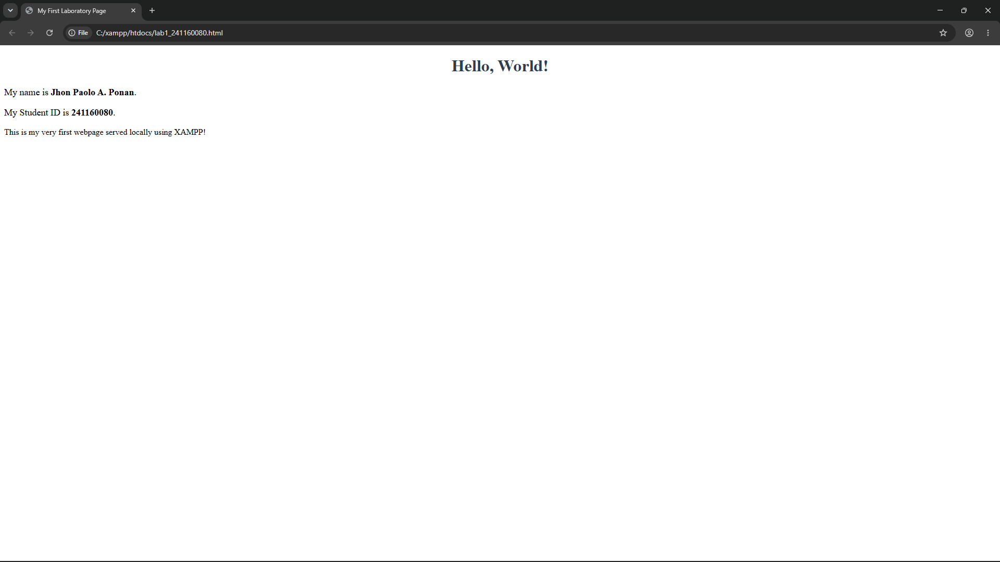 My First Laboratory Page
File C:/xampp/htdocs/lab1_241160080.html
Hello, World!
My name is Jhon Paolo A. Ponan.
My Student ID is 241160080.
This is my very first webpage served locally using XAMPP!